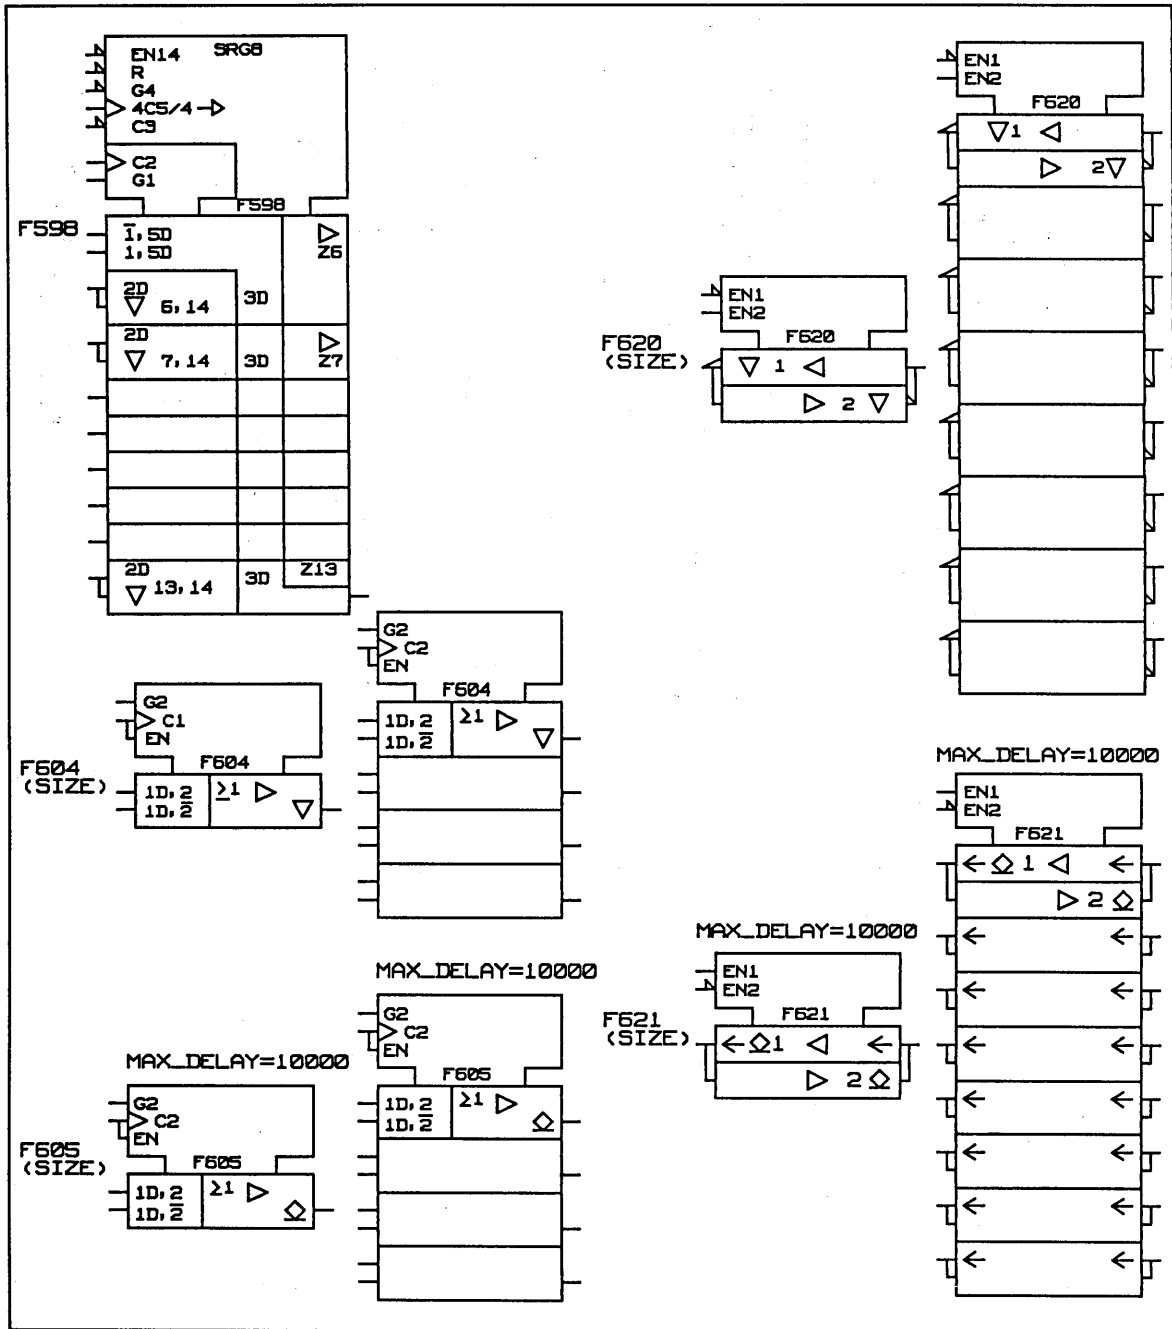 EN14 SRG8
R
G4
4C5/4
C3
C2
G1
F598
F598
1̅, 5D
1, 5D
Z6
2D
6, 14
3D
2D
7, 14
3D
Z7
2D
13, 14
3D
Z13
G2
C2
EN
F604
1D, 2
1D, 2̅
≥1
G2
C1
EN
F604
F604
(SIZE)
1D, 2
1D, 2̅
≥1
MAX_DELAY=10000
G2
C2
EN
F605
1D, 2
1D, 2̅
≥1
MAX_DELAY=10000
G2
C2
EN
F605
F605
(SIZE)
1D, 2
1D, 2̅
≥1
EN1
EN2
F620
1
2
EN1
EN2
F620
F620
(SIZE)
1
2
MAX_DELAY=10000
EN1
EN2
F621
1
2
MAX_DELAY=10000
EN1
EN2
F621
F621
(SIZE)
1
2